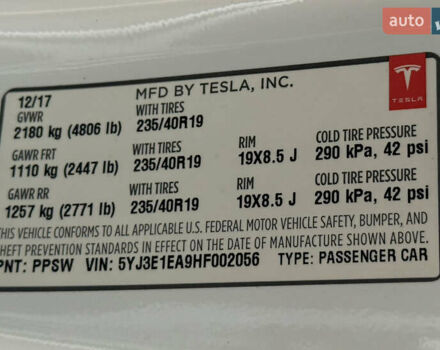 auto
12/17 MFD BY TESLA, INC.
GVWR WITH TIRES
2180 kg (4806 lb) 235/40R19
TESLA
GAWR FRT WITH TIRES RIM COLD TIRE PRESSURE
1110 kg (2447 lb) 235/40R19 19X8.5 J 290 kPa, 42 psi
GAWR RR WITH TIRES RIM COLD TIRE PRESSURE
1257 kg (2771 lb) 235/40R19 19X8.5 J 290 kPa, 42 psi
THIS VEHICLE CONFORMS TO ALL APPLICABLE U.S. FEDERAL MOTOR VEHICLE SAFETY, BUMPER, AND
THEFT PREVENTION STANDARDS IN EFFECT ON THE DATE OF MANUFACTURE SHOWN ABOVE.
PNT: PPSW VIN: 5YJ3E1EA9HF002056 TYPE: PASSENGER CAR